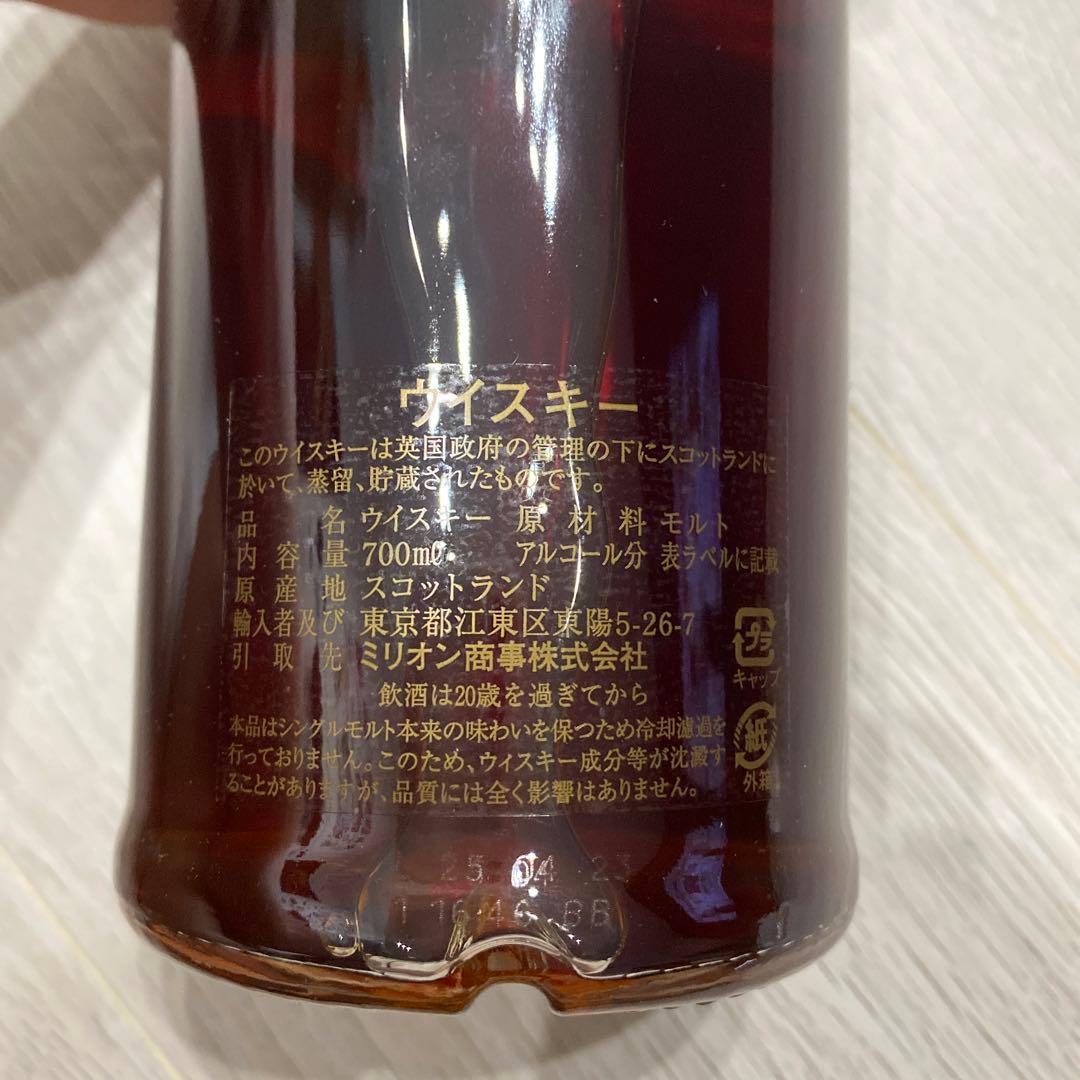 ウイスキー
このウイスキーは英国政府の管理の下にスコットランドに
於いて、蒸留、貯蔵されたものです。
品名 ウイスキー 原材料 モルト
内容量 700mℓ アルコール分 表ラベルに記載
原産地 スコットランド
輸入者及び 東京都江東区東陽5-26-7
引取先 ミリオン商事株式会社
プラ
キャップ
飲酒は20歳を過ぎてから
本品はシングルモルト本来の味わいを保つため冷却濾過を
行っておりません。このため、ウィスキー成分等が沈澱す
ることがありますが、品質には全く影響はありません。
紙
外箱
25 04 23
16:46 BB